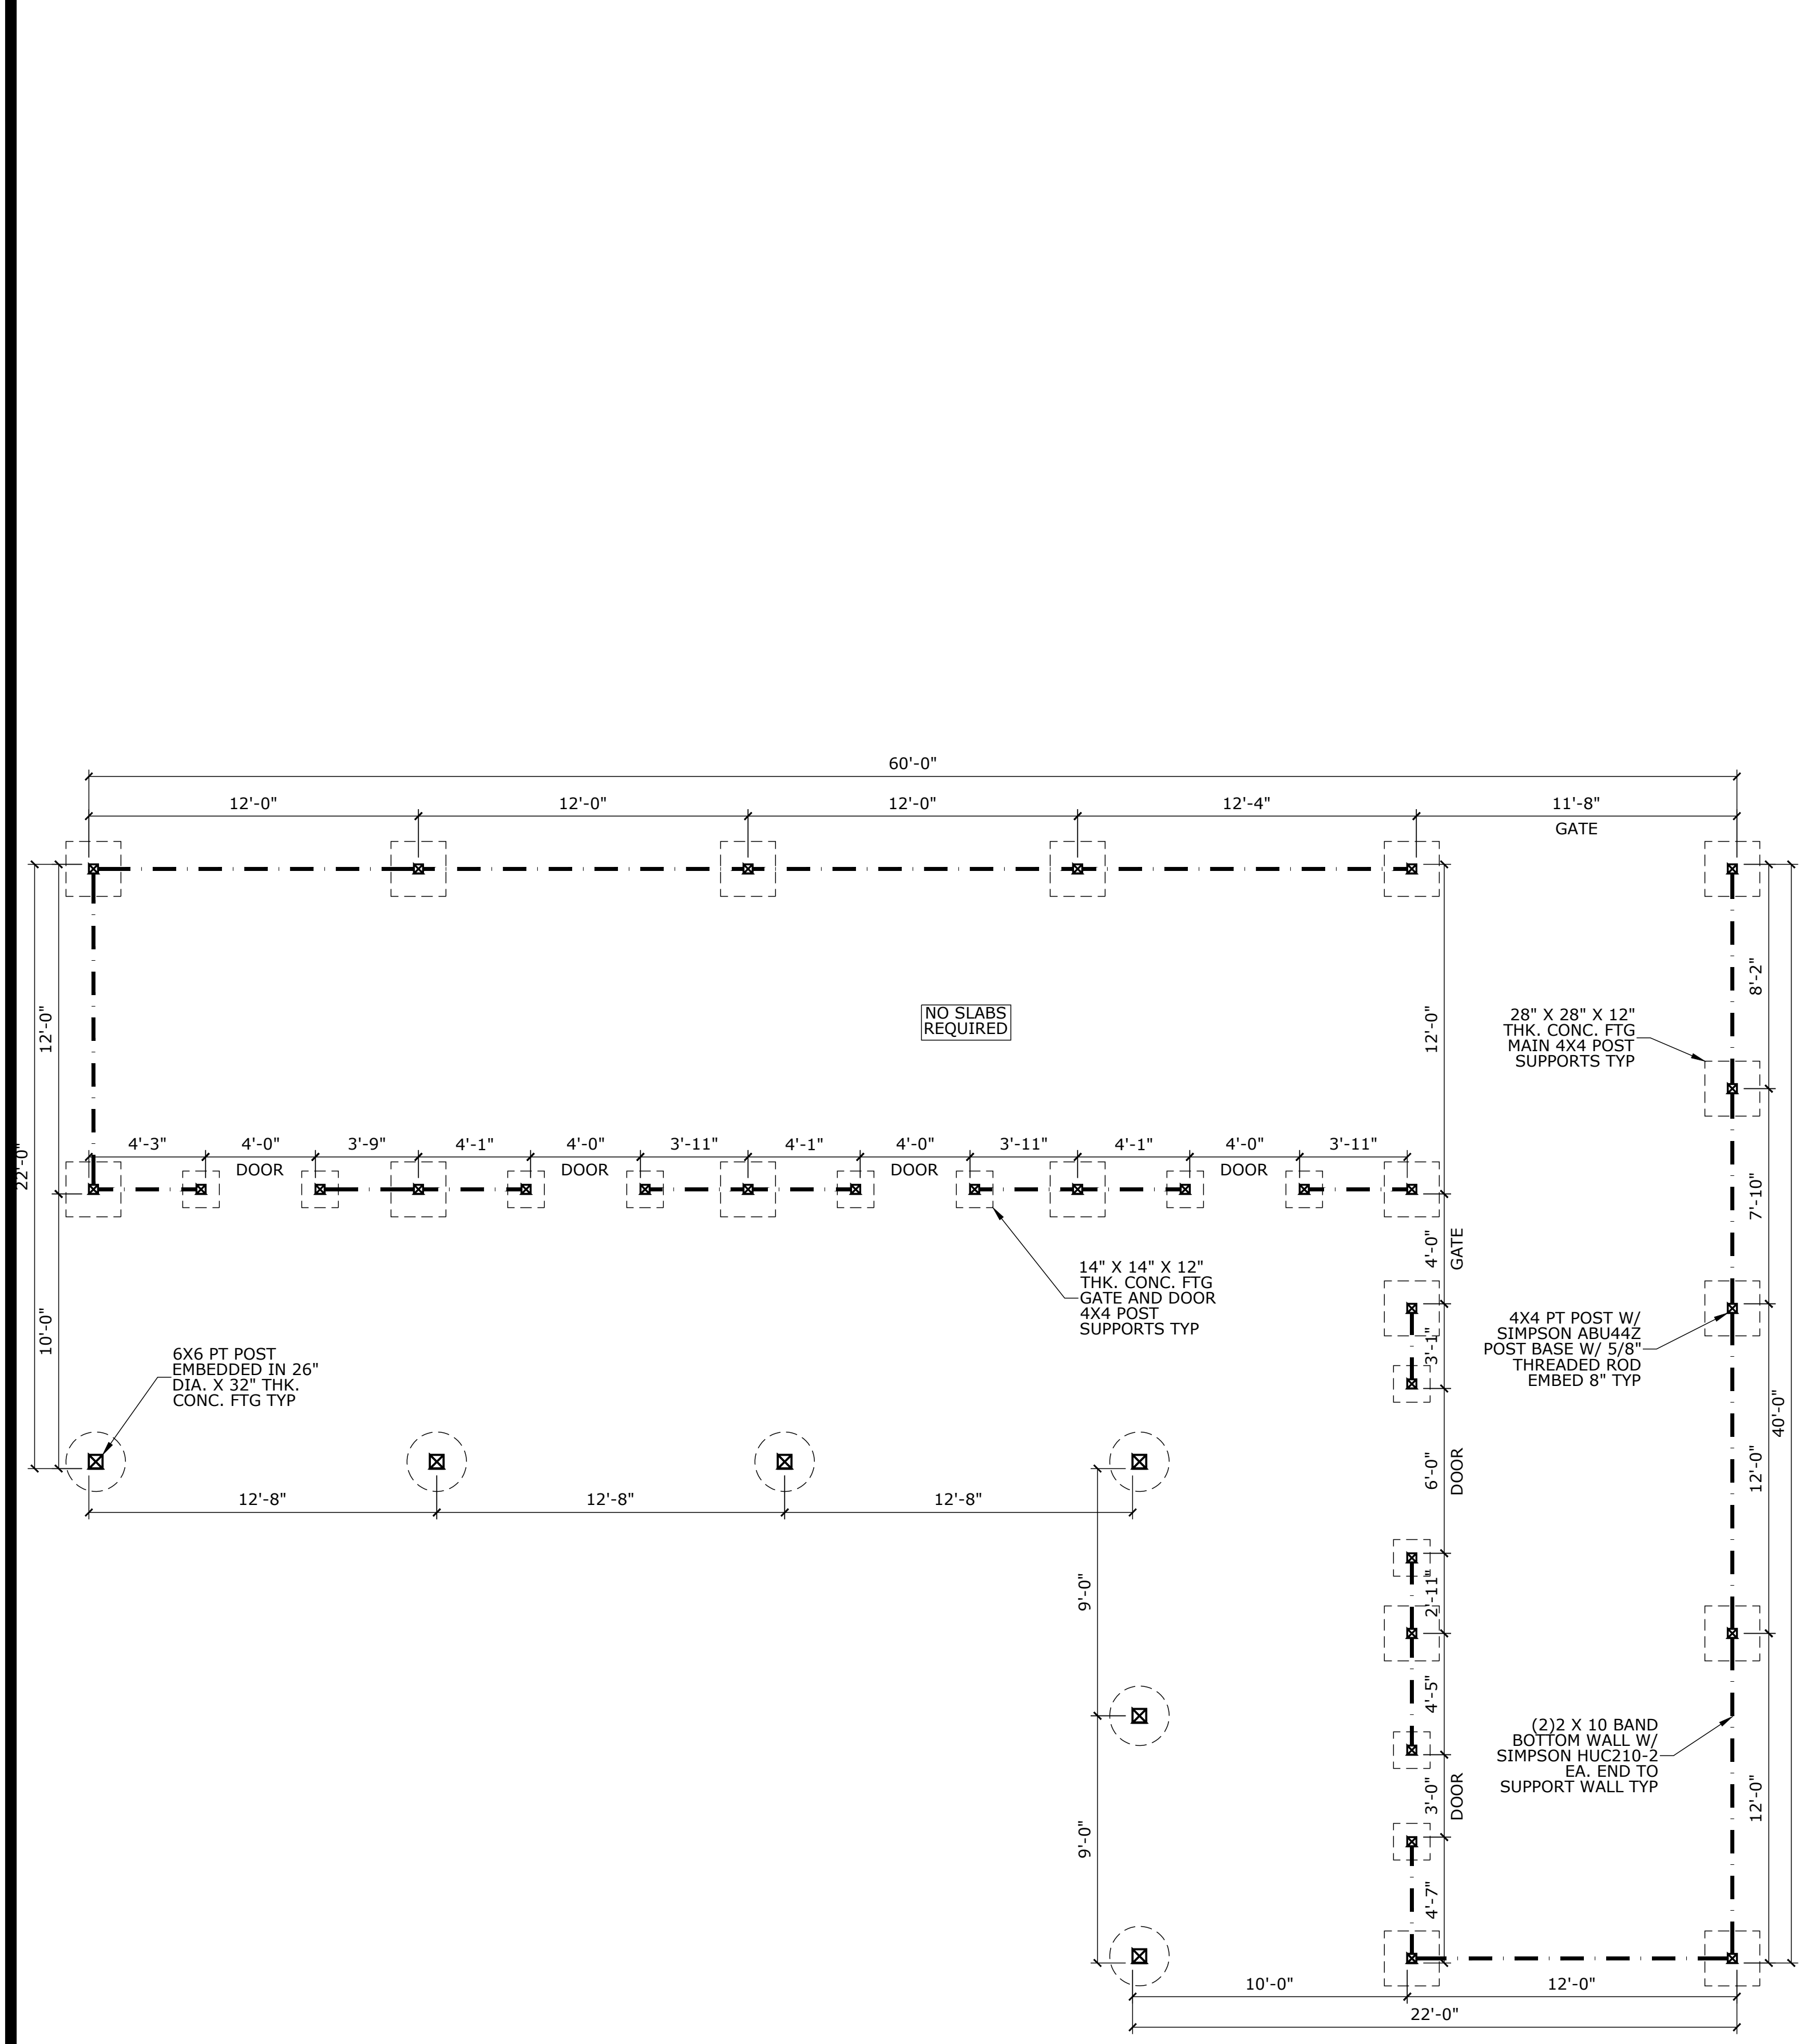 60'-0"
12'-0"
12'-0"
12'-0"
12'-4"
11'-8"
GATE
22'-0"
12'-0"
10'-0"
NO SLABS
REQUIRED
12'-0"
28" X 28" X 12"
THK. CONC. FTG
MAIN 4X4 POST
SUPPORTS TYP
8'-2"
7'-10"
12'-0"
12'-0"
40'-0"
4'-3"
4'-0"
DOOR
3'-9"
4'-1"
4'-0"
DOOR
3'-11"
4'-1"
4'-0"
DOOR
3'-11"
4'-1"
4'-0"
DOOR
3'-11"
4'-0"
GATE
3'-1"
6'-0"
DOOR
2'-11"
4'-5"
3'-0"
DOOR
4'-7"
14" X 14" X 12"
THK. CONC. FTG
GATE AND DOOR
4X4 POST
SUPPORTS TYP
4X4 PT POST W/
SIMPSON ABU44Z
POST BASE W/ 5/8"
THREADED ROD
EMBED 8" TYP
6X6 PT POST
EMBEDDED IN 26"
DIA. X 32" THK.
CONC. FTG TYP
12'-8"
12'-8"
12'-8"
9'-0"
9'-0"
(2)2 X 10 BAND
BOTTOM WALL W/
SIMPSON HUC210-2
EA. END TO
SUPPORT WALL TYP
10'-0"
12'-0"
22'-0"